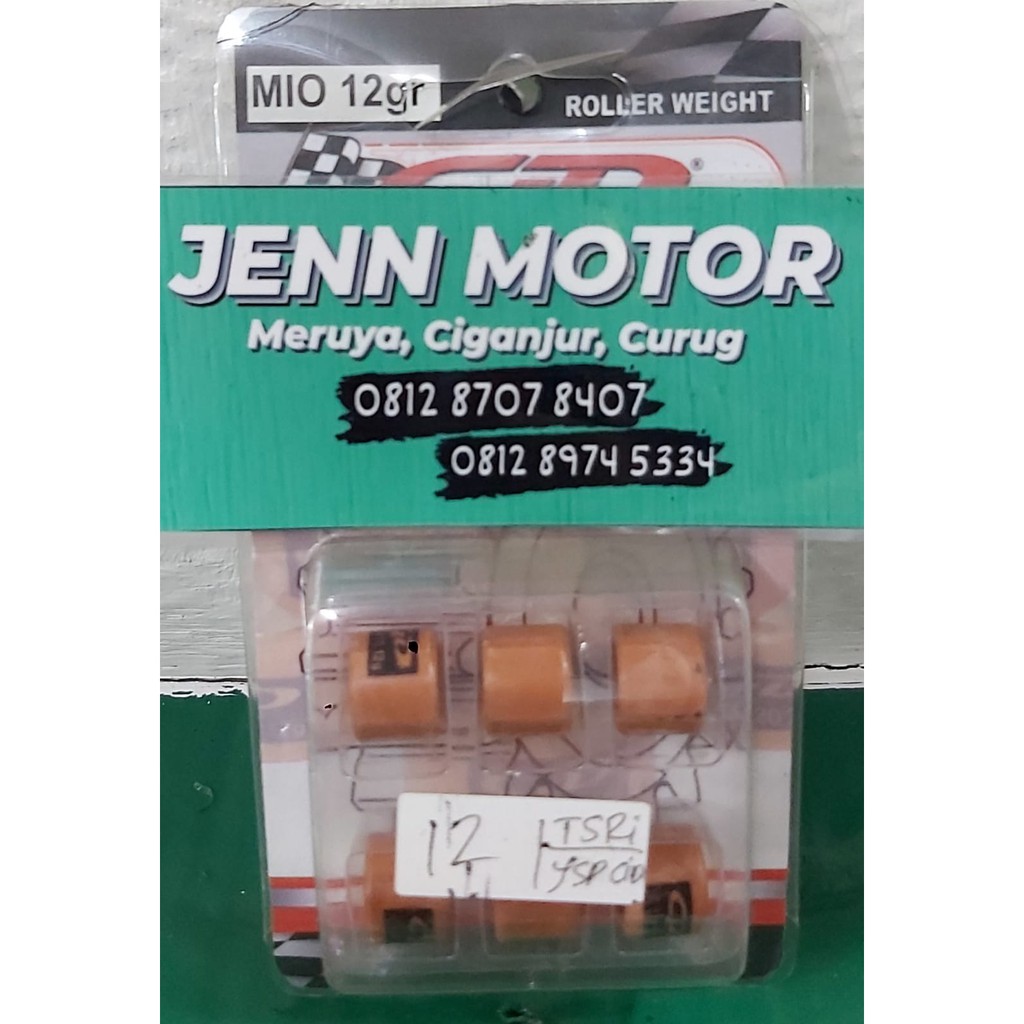 MIO 12gr
ROLLER WEIGHT
®
JENN MOTOR
Meruya, Ciganjur, Curug
0812 8707 8407
0812 8974 5334
12
TSRi